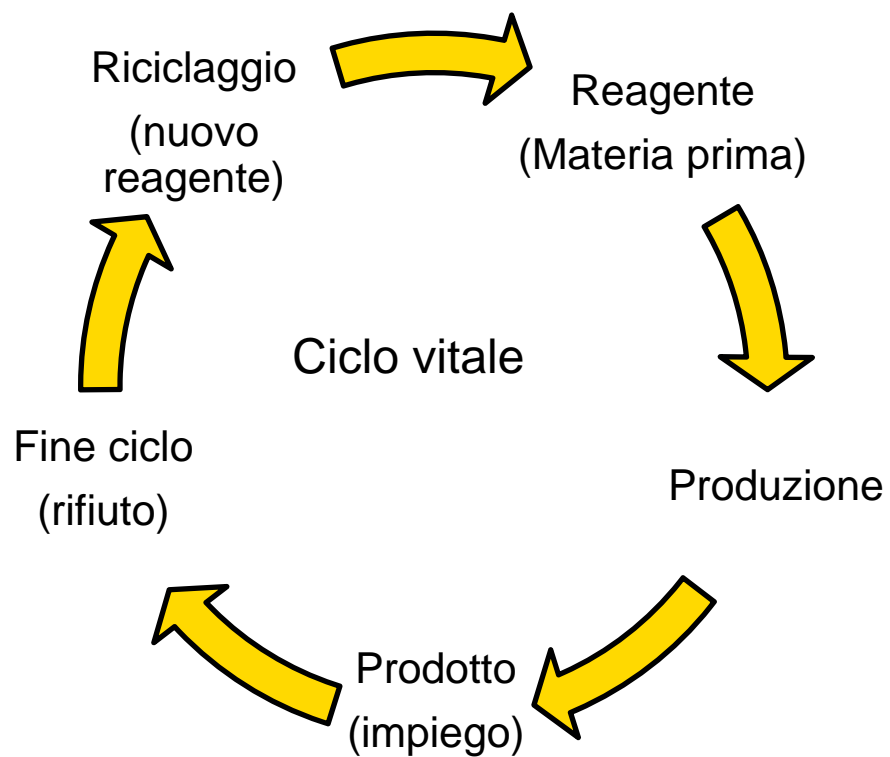 Riciclaggio
(nuovo
reagente)
Reagente
(Materia prima)
Ciclo vitale
Fine ciclo
(rifiuto)
Produzione
Prodotto
(impiego)